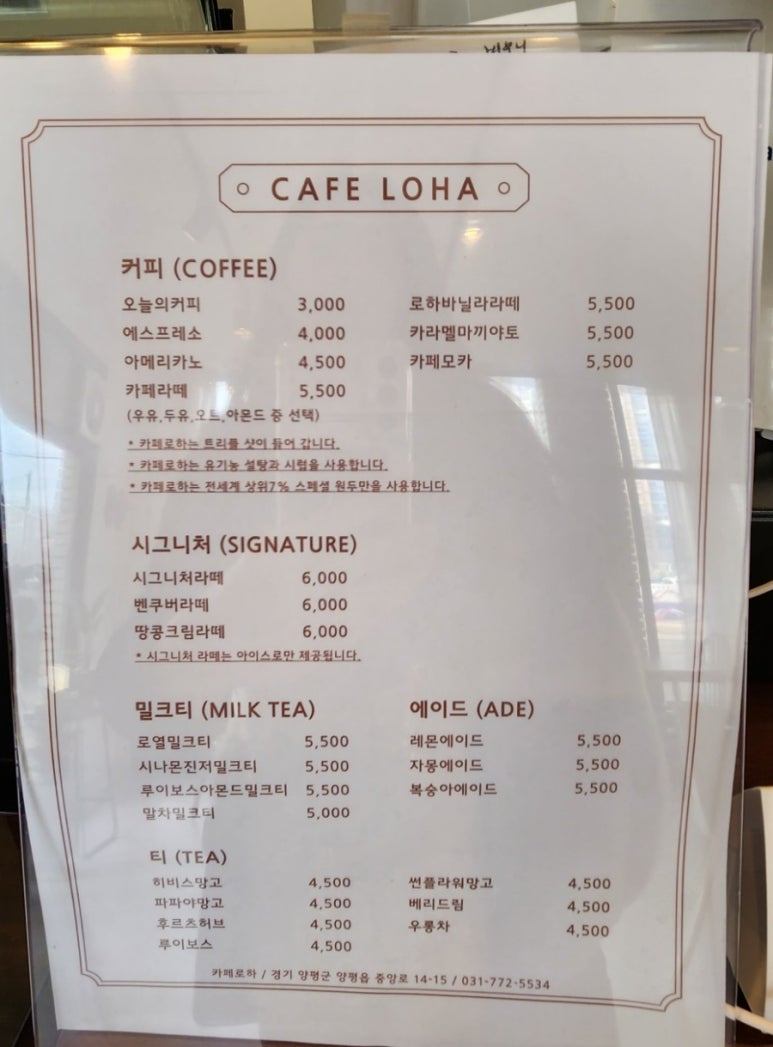 CAFE LOHA
커피 (COFFEE)
오늘의커피 3,000
에스프레소 4,000
아메리카노 4,500
카페라떼 5,500
(우유,두유,오트,아몬드 중 선택)
로하바닐라라떼 5,500
카라멜마끼야토 5,500
카페모카 5,500
* 카페로하는 트리플 샷이 들어 갑니다.
* 카페로하는 유기농 설탕과 시럽을 사용합니다.
* 카페로하는 전세계 상위7% 스페셜 원두만을 사용합니다.
시그니처 (SIGNATURE)
시그니처라떼 6,000
벤쿠버라떼 6,000
땅콩크림라떼 6,000
* 시그니처 라떼는 아이스로만 제공됩니다.
밀크티 (MILK TEA)
로열밀크티 5,500
시나몬진저밀크티 5,500
루이보스아몬드밀크티 5,500
말차밀크티 5,000
에이드 (ADE)
레몬에이드 5,500
자몽에이드 5,500
복숭아에이드 5,500
티 (TEA)
히비스망고 4,500
파파야망고 4,500
후르츠허브 4,500
루이보스 4,500
썬플라워망고 4,500
베리드림 4,500
우롱차 4,500
카페로하 / 경기 양평군 양평읍 중앙로 14-15 / 031-772-5534